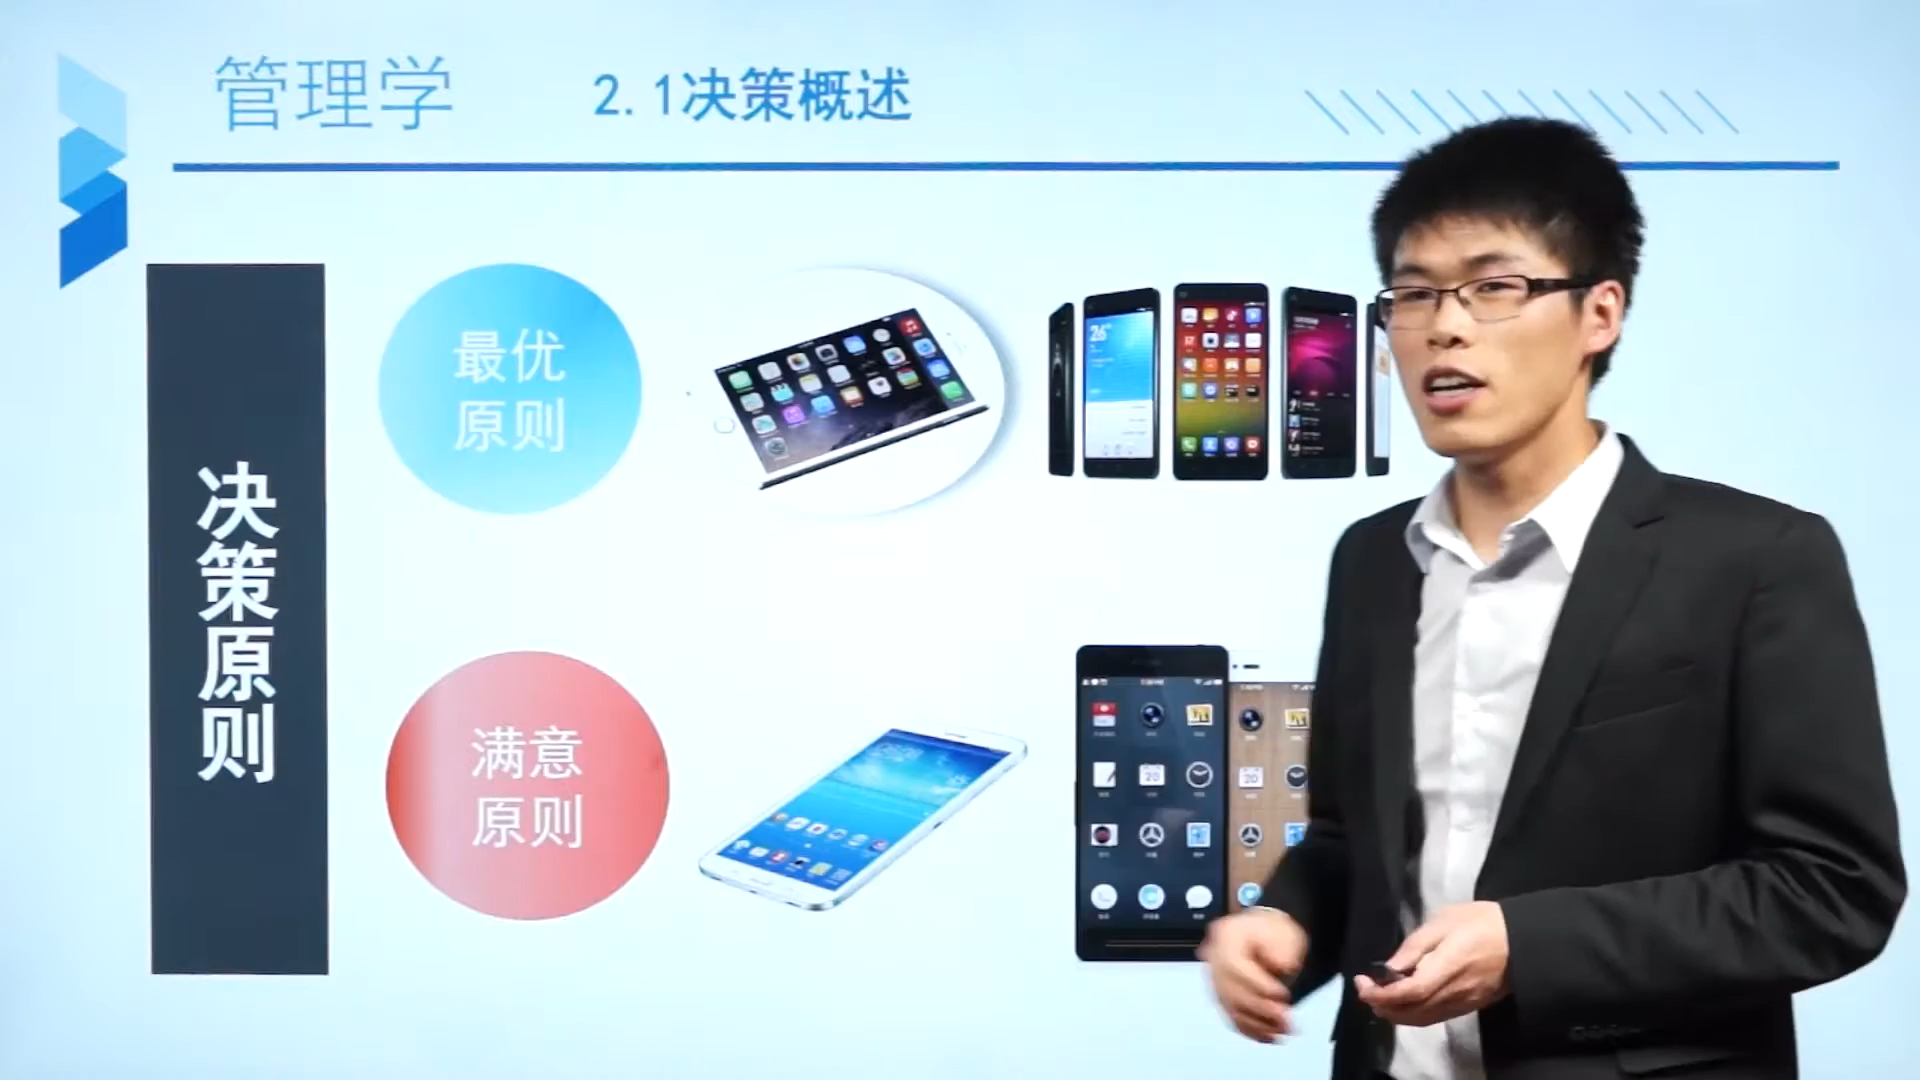 管理学
2.1决策概述
决策原则
最优
原则
满意
原则